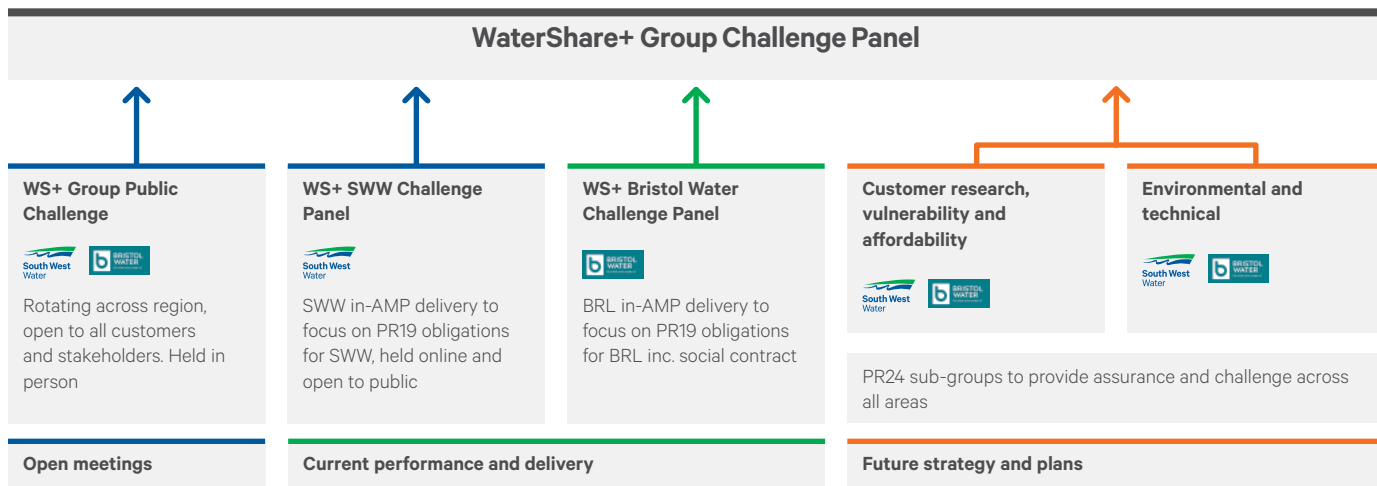 WaterShare+ Group Challenge Panel
WS+ Group Public
Challenge
South West
Water
BRISTOL
WATER
Rotating across region,
open to all customers
and stakeholders. Held in
person
WS+ SWW Challenge
Panel
South West
Water
SWW in-AMP delivery to
focus on PR19 obligations
for SWW, held online and
open to public
WS+ Bristol Water
Challenge Panel
BRISTOL
WATER
BRL in-AMP delivery to
focus on PR19 obligations
for BRL inc. social contract
Customer research,
vulnerability and
affordability
South West
Water
BRISTOL
WATER
Environmental and
technical
South West
Water
BRISTOL
WATER
PR24 sub-groups to provide assurance and challenge across
all areas
Open meetings
Current performance and delivery
Future strategy and plans